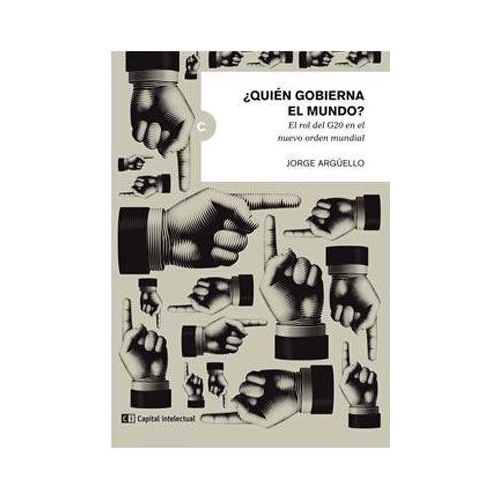 ¿QUIÉN GOBIERNA
EL MUNDO?
El rol del G20 en el
nuevo orden mundial
C
JORGE ARGÜELLO
Ci Capital intelectual